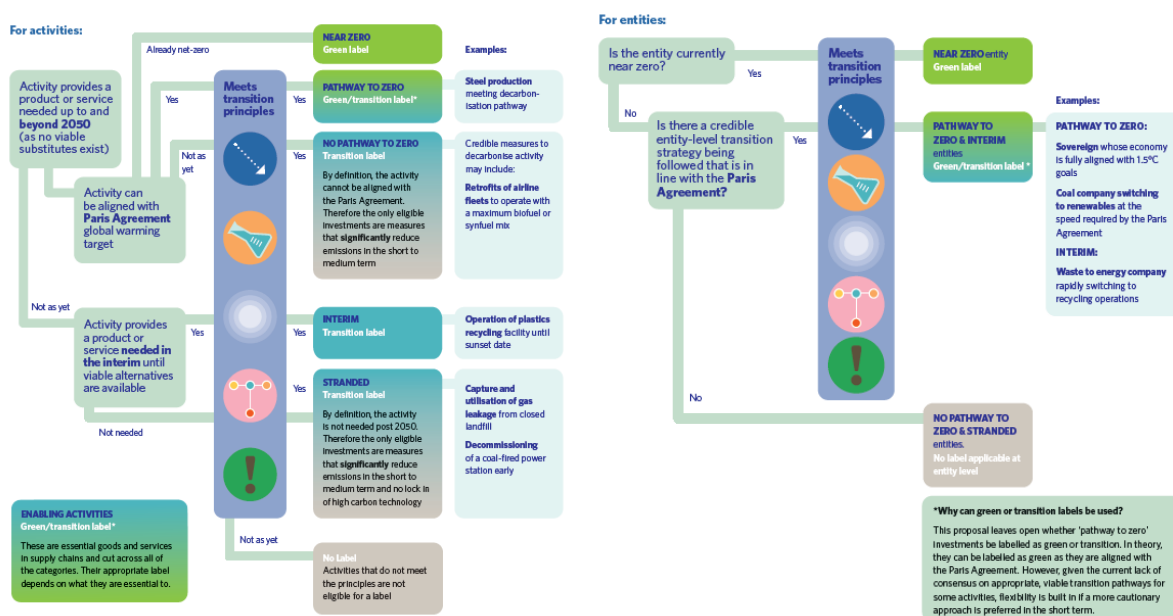 For activities:
Already net-zero
NEAR ZERO
Green label
Examples:
Activity provides a
product or service
needed up to and
beyond 2050
(as no viable
substitutes exist)
Yes
Meets
transition
principles
Yes
PATHWAY TO ZERO
Green/transition label*
Steel production
meeting decarbon-
isation pathway
Not as
yet
Yes
NO PATHWAY TO ZERO
Transition label
By definition, the activity
cannot be aligned with
the Paris Agreement.
Therefore the only eligible
investments are measures
that significantly reduce
emissions in the short to
medium term
Credible measures to
decarbonise activity
may include:
Retrofits of airline
fleets to operate with
a maximum biofuel or
synfuel mix
Activity can
be aligned with
Paris Agreement
global warming
target
Not as yet
Activity provides
a product or
service needed in
the interim until
viable alternatives
are available
Yes
Yes
INTERIM
Transition label
Operation of plastics
recycling facility until
sunset date
Not needed
Yes
STRANDED
Transition label
By definition, the activity
is not needed post 2050.
Therefore the only eligible
investments are measures
that significantly reduce
emissions in the short to
medium term and no lock in
of high carbon technology
Capture and
utilisation of gas
leakage from closed
landfill
Decommissioning
of a coal-fired power
station early
ENABLING ACTIVITIES
Green/transition label*
These are essential goods and services
in supply chains and cut across all of
the categories. Their appropriate label
depends on what they are essential to.
Not as yet
No Label
Activities that do not meet
the principles are not
eligible for a label
For entities:
Is the entity currently
near zero?
Yes
Meets
transition
principles
NEAR ZERO entity
Green label
No
Is there a credible
entity-level transition
strategy being
followed that is in
line with the Paris
Agreement?
Yes
PATHWAY TO
ZERO & INTERIM
entities
Green/transition label*
Examples:
PATHWAY TO ZERO:
Sovereign whose economy
is fully aligned with 1.5°C
goals
Coal company switching
to renewables at the
speed required by the Paris
Agreement
INTERIM:
Waste to energy company
rapidly switching to
recycling operations
No
NO PATHWAY TO
ZERO & STRANDED
entities.
No label applicable at
entity level
*Why can green or transition labels be used?
This proposal leaves open whether 'pathway to zero'
investments be labelled as green or transition. In theory,
they can be labelled as green as they are aligned with
the Paris Agreement. However, given the current lack of
consensus on appropriate, viable transition pathways for
some activities, flexibility is built in if a more cautionary
approach is preferred in the short term.